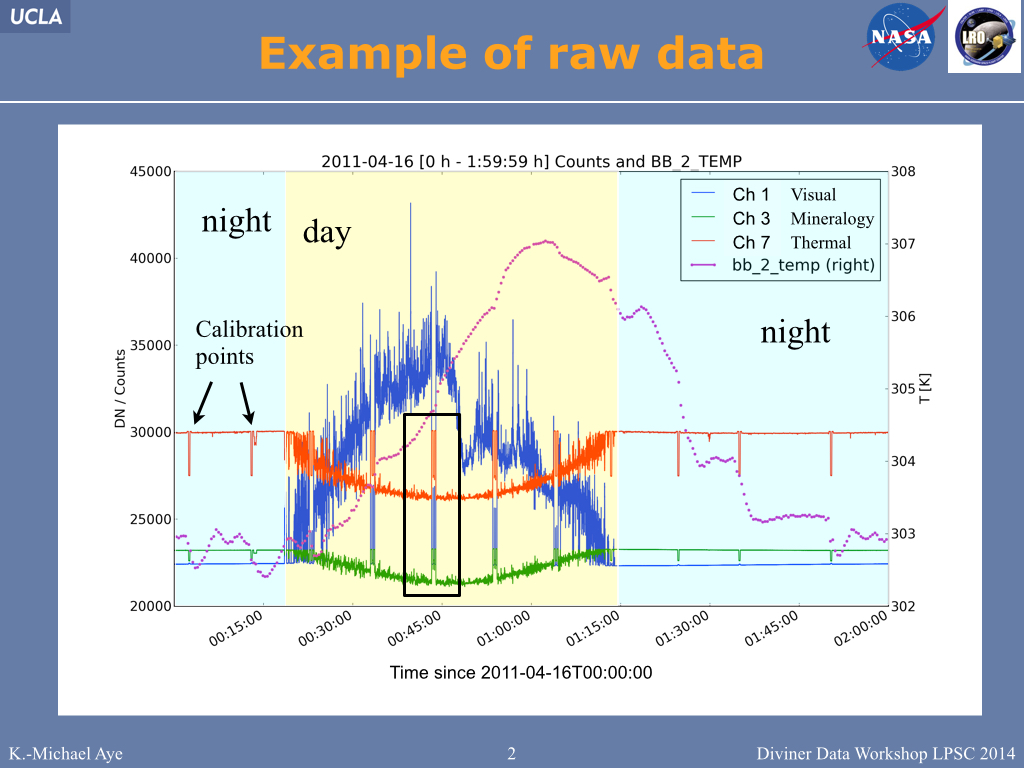 UCLA
Example of raw data
NASA
LRO
2011-04-16 [0 h - 1:59:59 h] Counts and BB_2_TEMP
45000
40000
35000
30000
25000
20000
DN / Counts
308
307
306
305
304
303
302
T [K]
night
day
night
Calibration
points
Ch 1 Visual
Ch 3 Mineralogy
Ch 7 Thermal
bb_2_temp (right)
00:15:00
00:30:00
00:45:00
01:00:00
01:15:00
01:30:00
01:45:00
02:00:00
Time since 2011-04-16T00:00:00
K.-Michael Aye
2
Diviner Data Workshop LPSC 2014